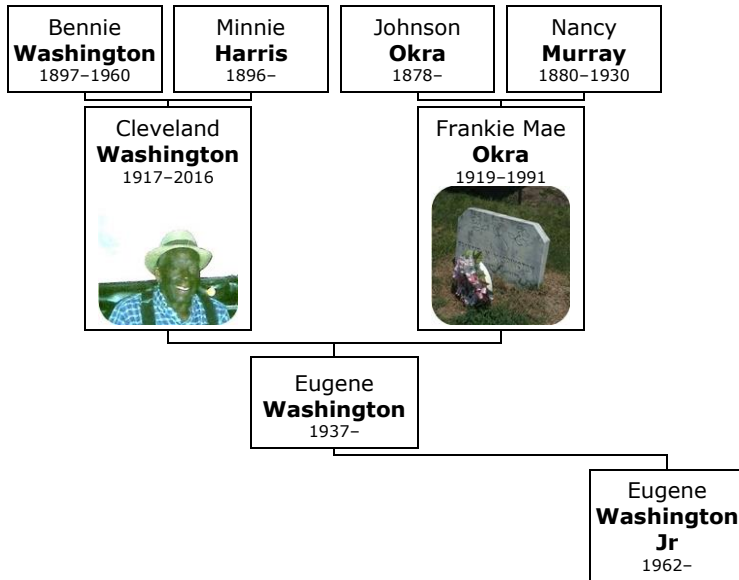 Bennie
Washington
1897–1960
Minnie
Harris
1896–
Johnson
Okra
1878–
Nancy
Murray
1880–1930
Cleveland
Washington
1917–2016
Frankie Mae
Okra
1919–1991
Eugene
Washington
1937–
Eugene
Washington
Jr
1962–